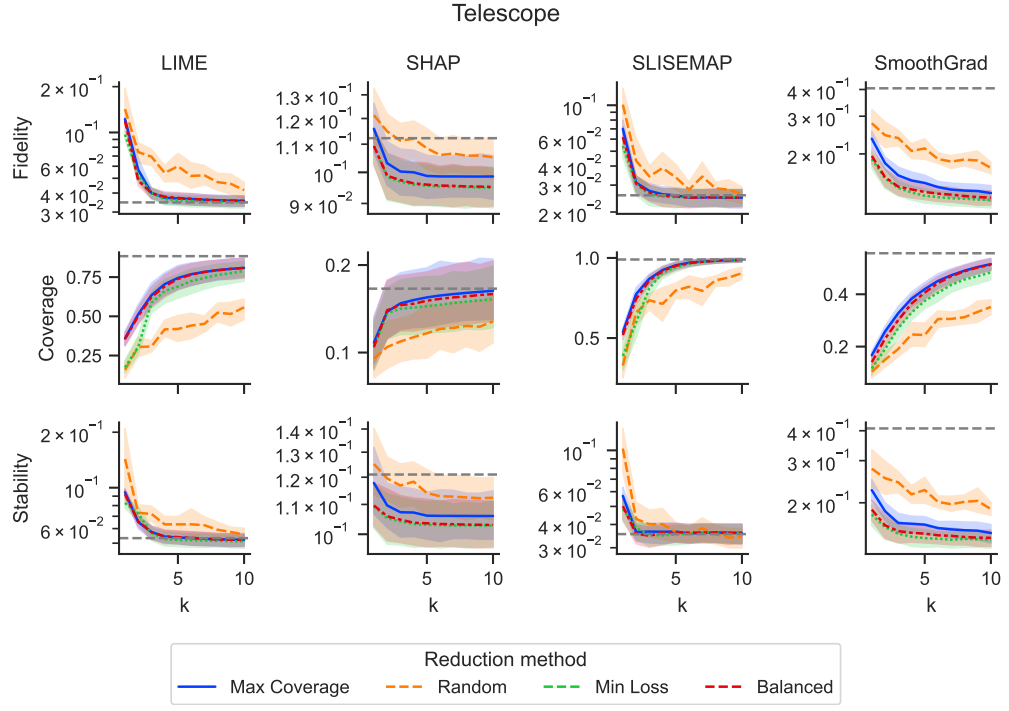 Telescope
LIME SHAP SLISEMAP SmoothGrad
Fidelity
2 × 10⁻¹
10⁻¹
6 × 10⁻²
4 × 10⁻²
3 × 10⁻²
1.3 × 10⁻¹
1.2 × 10⁻¹
1.1 × 10⁻¹
10⁻¹
9 × 10⁻²
10⁻¹
6 × 10⁻²
4 × 10⁻²
3 × 10⁻²
2 × 10⁻²
4 × 10⁻¹
3 × 10⁻¹
2 × 10⁻¹
Coverage
0.75
0.50
0.25
0.2
0.1
1.0
0.5
0.4
0.2
Stability
2 × 10⁻¹
10⁻¹
6 × 10⁻²
1.4 × 10⁻¹
1.3 × 10⁻¹
1.2 × 10⁻¹
1.1 × 10⁻¹
10⁻¹
10⁻¹
6 × 10⁻²
4 × 10⁻²
3 × 10⁻²
4 × 10⁻¹
3 × 10⁻¹
2 × 10⁻¹
5 10 5 10 5 10 5 10
k k k k
Reduction method
Max Coverage Random Min Loss Balanced